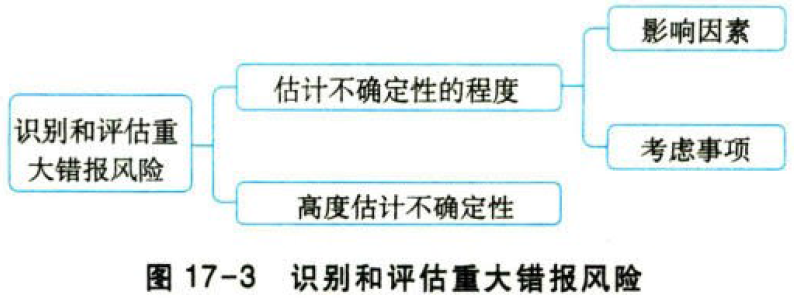 识别和评估重
大错报风险
估计不确定性的程度
影响因素
考虑事项
高度估计不确定性
图 17-3 识别和评估重大错报风险